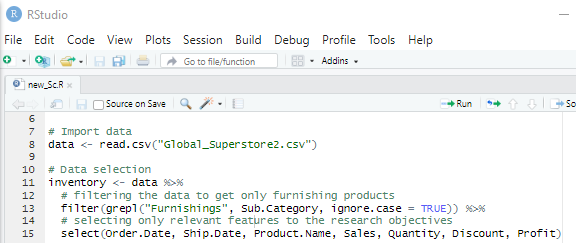 RStudio
File Edit Code View Plots Session Build Debug Profile Tools Help
Go to file/function Addins
new_Sc.R
Source on Save Run So
6
7 # Import data
8 data <- read.csv("Global_Superstore2.csv")
9
10 # Data selection
11 inventory <- data %>%
12 # filtering the data to get only furnishing products
13 filter(grepl("Furnishings", Sub.Category, ignore.case = TRUE)) %>%
14 # selecting only relevant features to the research objectives
15 select(Order.Date, Ship.Date, Product.Name, Sales, Quantity, Discount, Profit)